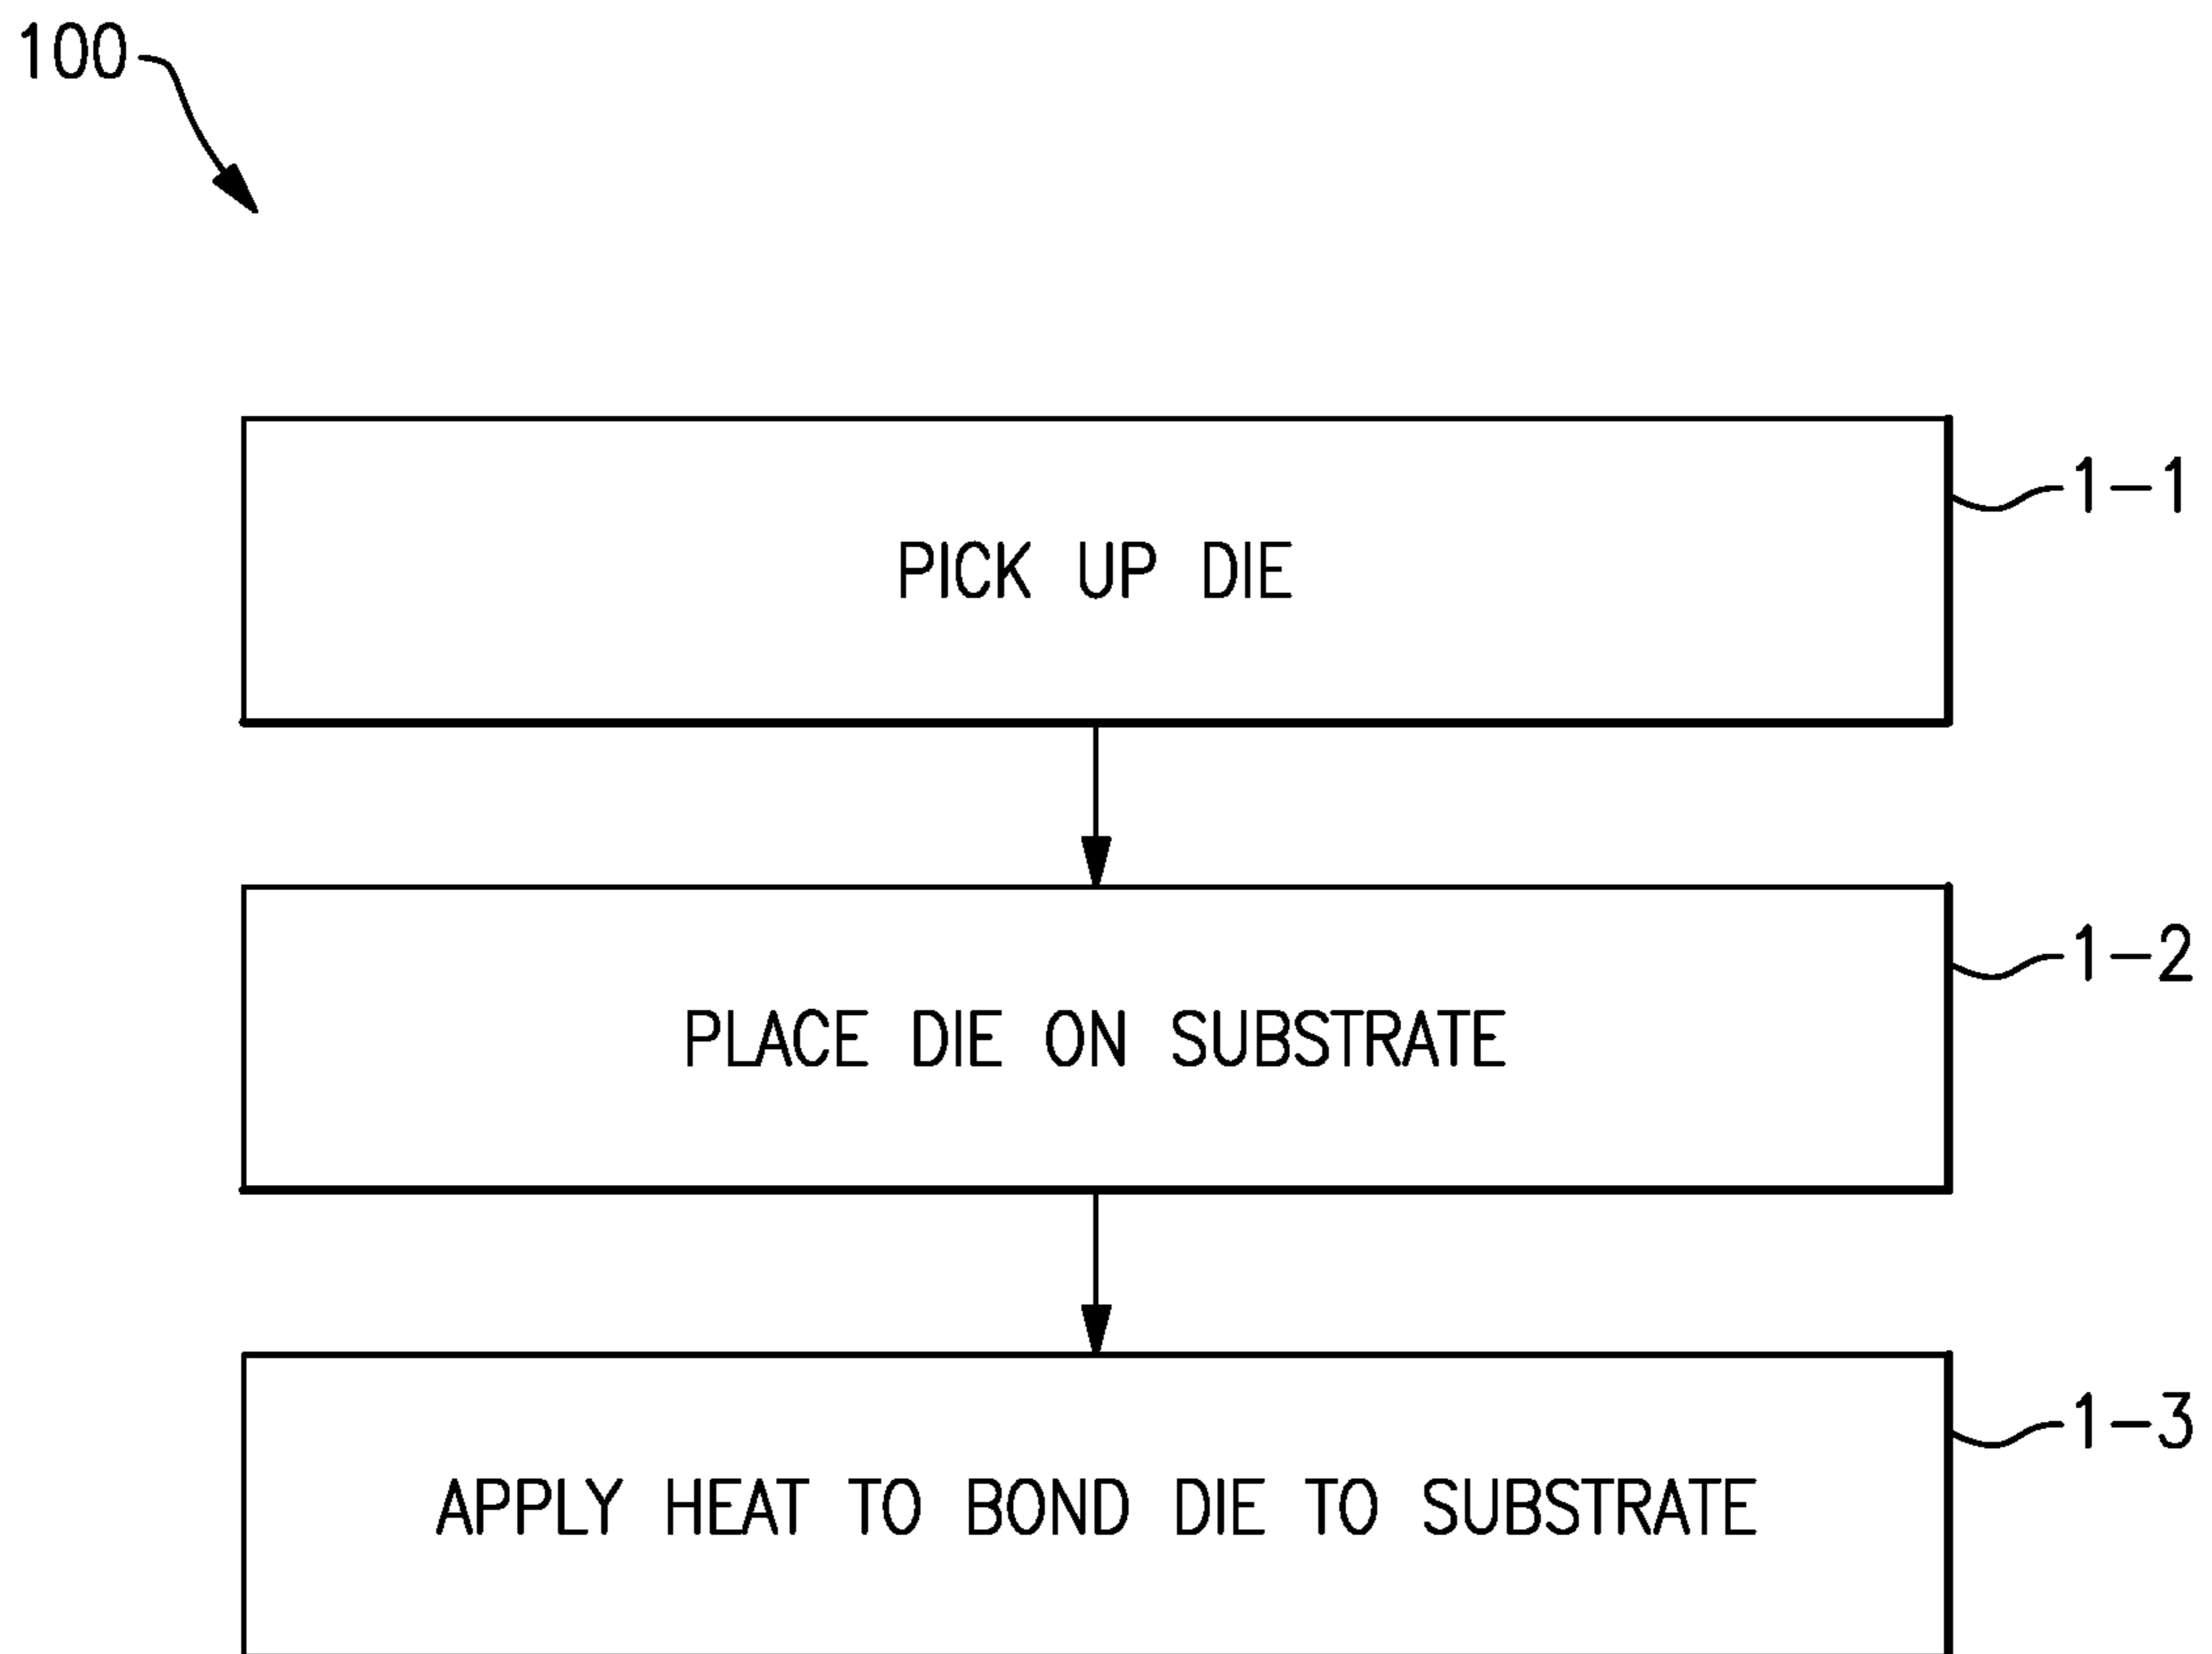 100
PICK UP DIE
1-1
PLACE DIE ON SUBSTRATE
1-2
APPLY HEAT TO BOND DIE TO SUBSTRATE
1-3